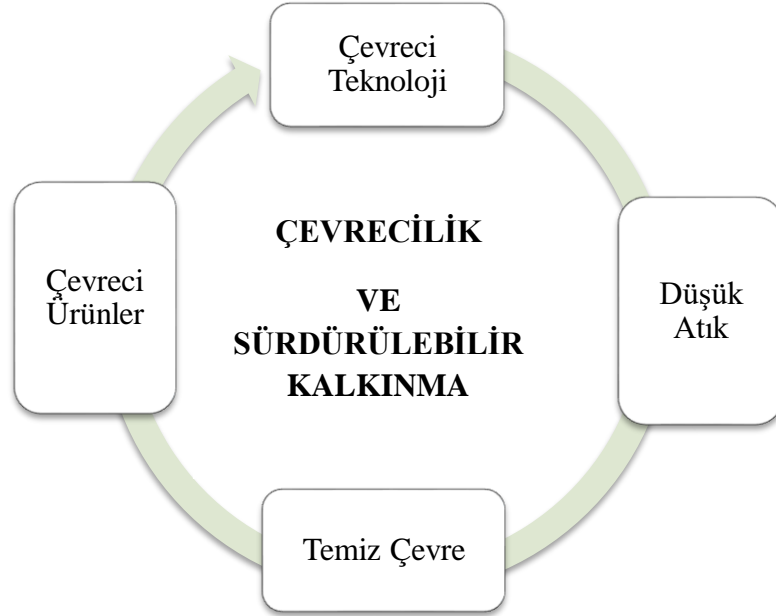 Çevreci
Teknoloji
ÇEVRECİLİK
VE
SÜRDÜRÜLEBİLİR
KALKINMA
Çevreci
Ürünler
Düşük
Atık
Temiz Çevre